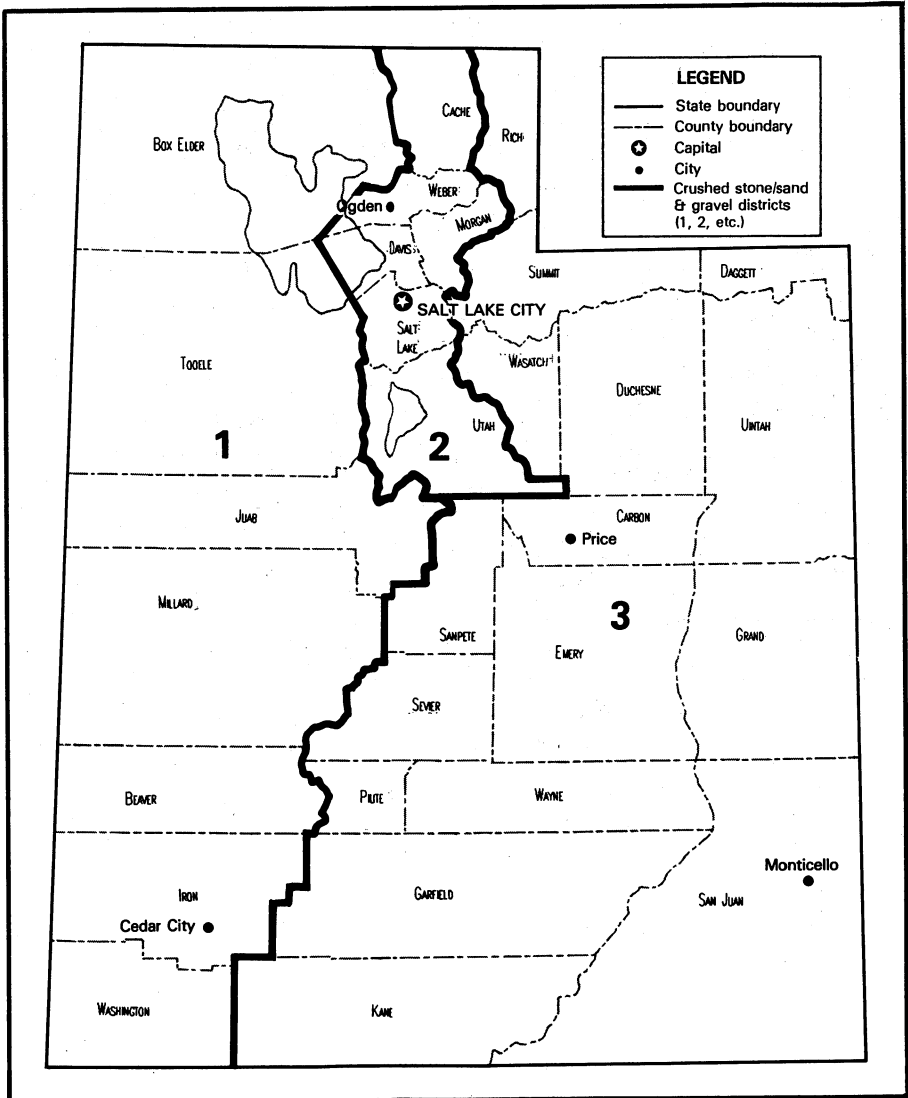 LEGEND
State boundary
County boundary
Capital
City
Crushed stone/sand
& gravel districts
(1, 2, etc.)
CACHE
RICH
BOX ELDER
WEBER
Ogden
MORGAN
DAVIS
SUMMIT
DAGGETT
SALT LAKE CITY
SALT
LAKE
TOOELE
WASATCH
DUCHESNE
UINTAH
UTAH
1
2
JUAB
CARBON
Price
MILLARD
3
SANPETE
EMERY
GRAND
SEVIER
BEAVER
PIUTE
WAYNE
Monticello
IRON
GARFIELD
SAN JUAN
Cedar City
WASHINGTON
KANE